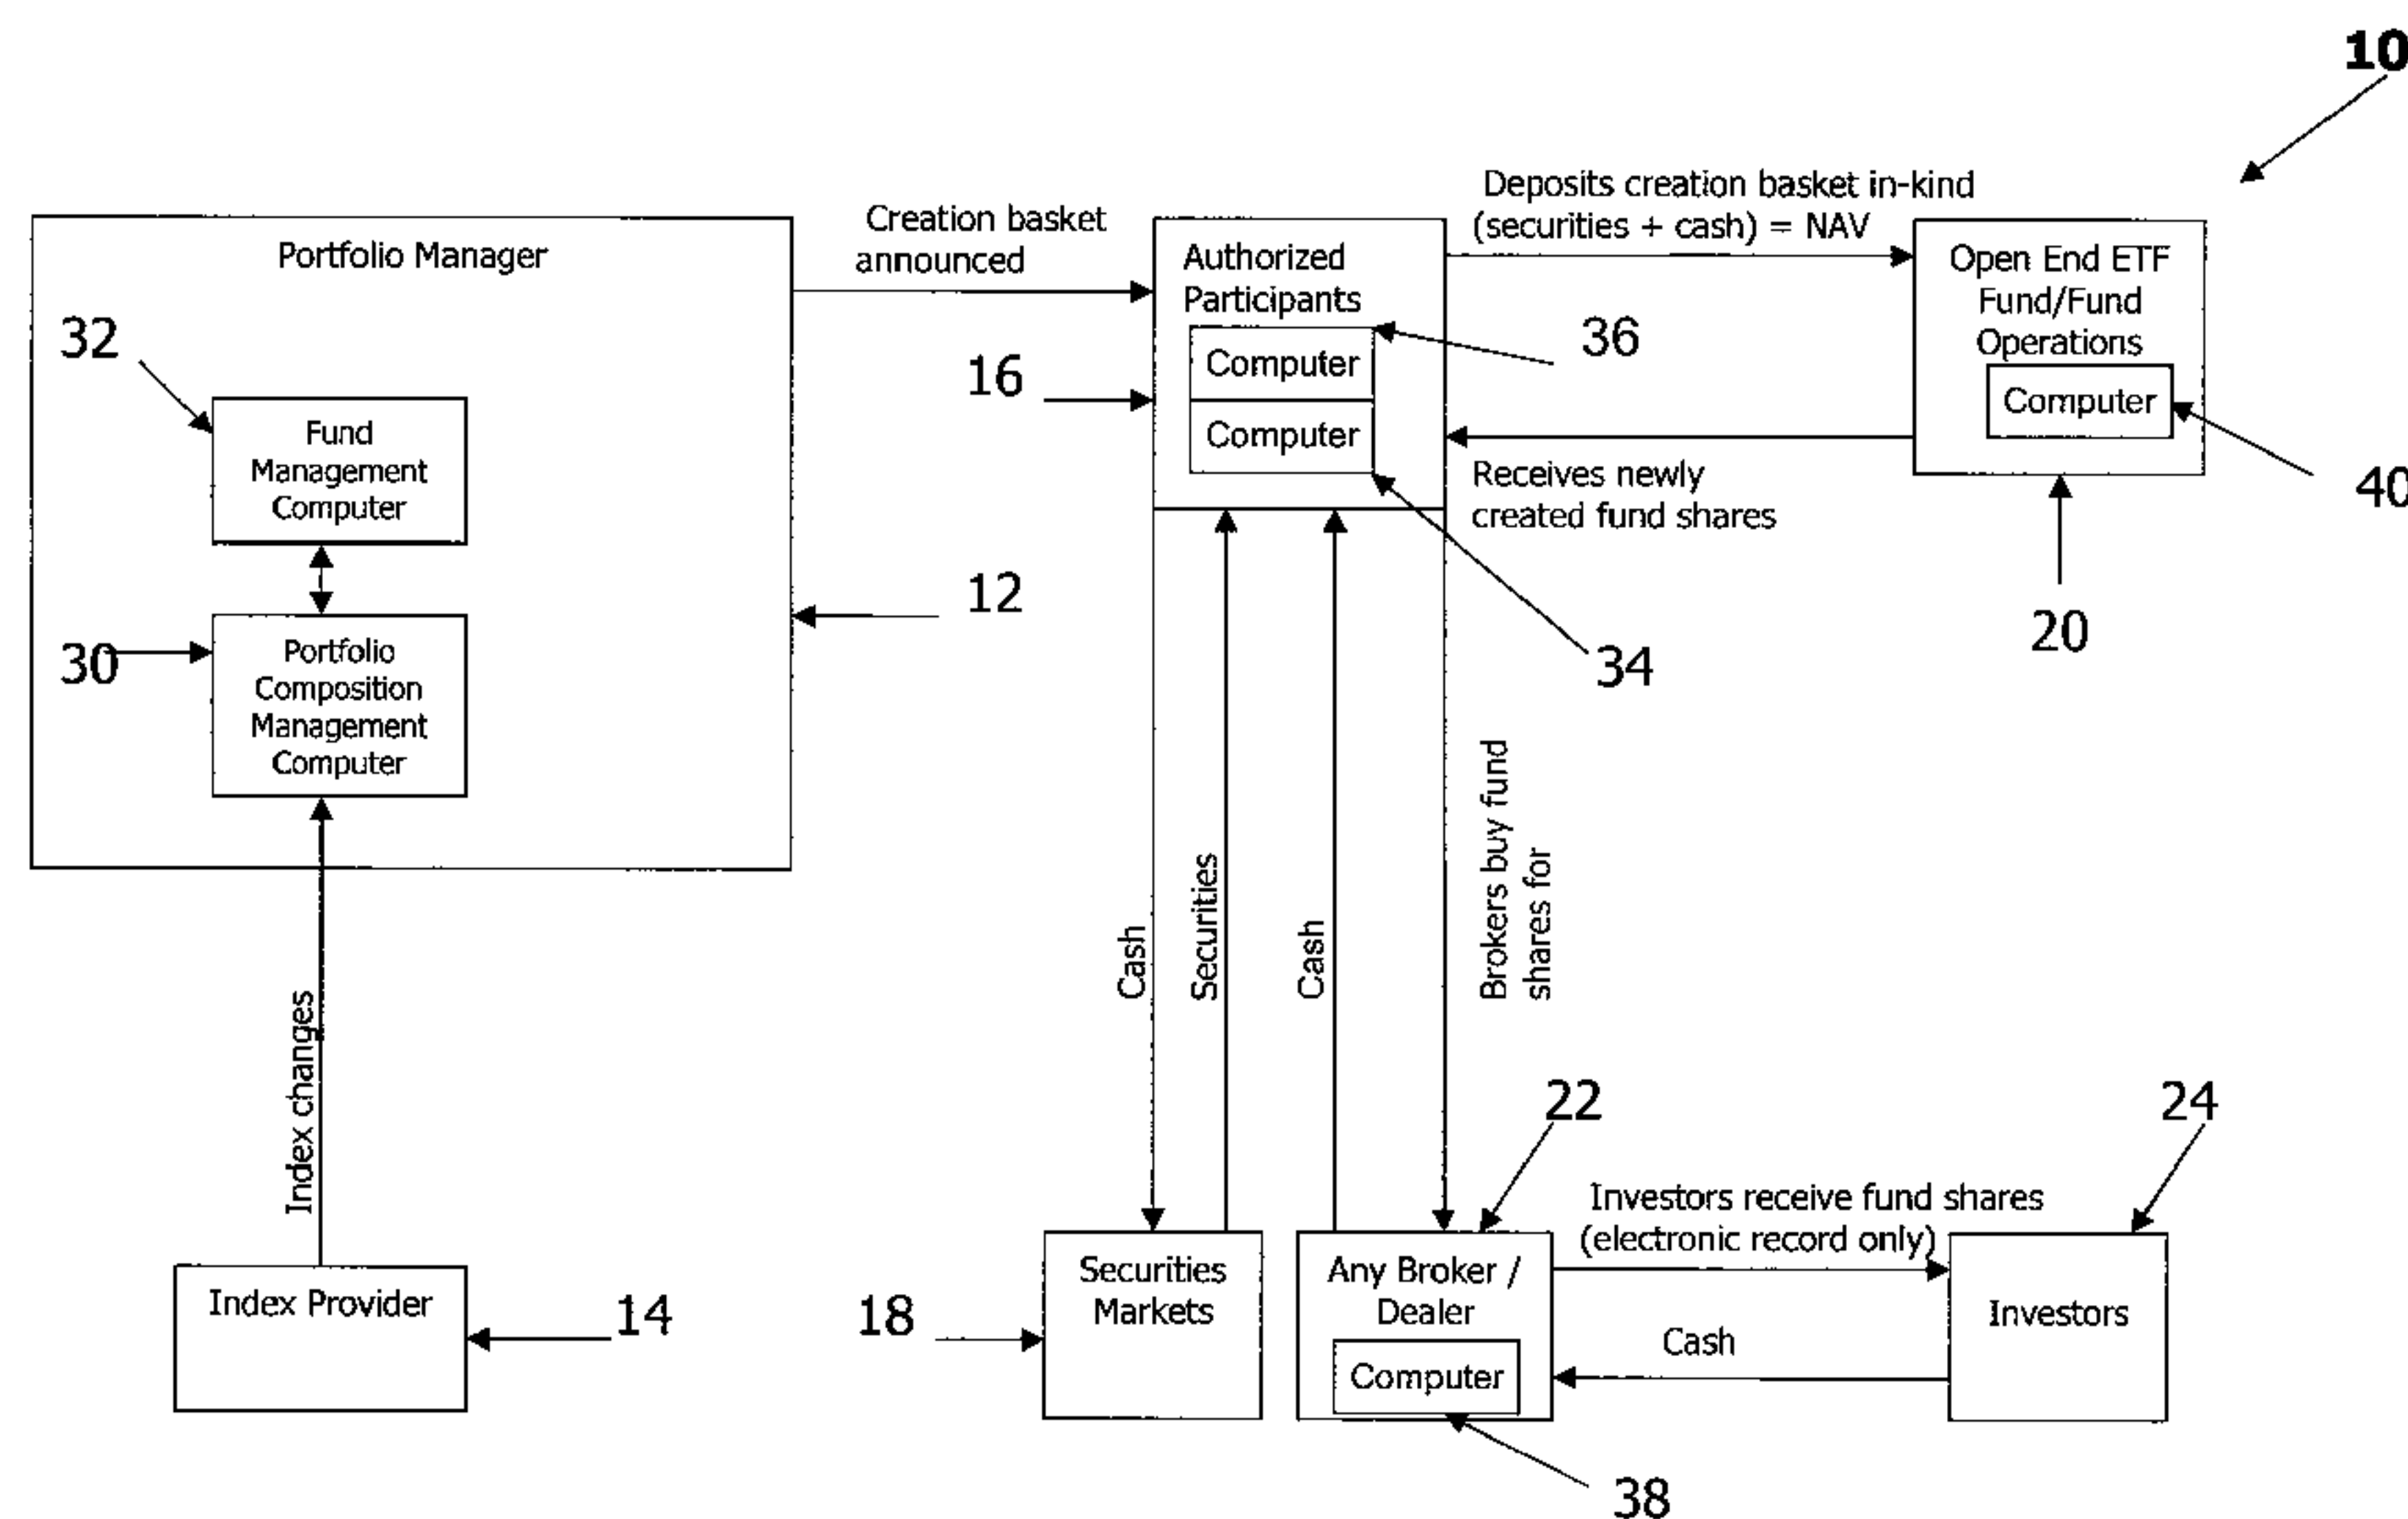 10
Portfolio Manager
32
Fund
Management
Computer
30
Portfolio
Composition
Management
Computer
12
Index changes
Index Provider
14
Creation basket
announced
Authorized
Participants
Computer
Computer
16
36
34
Deposits creation basket in-kind
(securities + cash) = NAV
Receives newly
created fund shares
Open End ETF
Fund/Fund
Operations
Computer
40
20
Cash
Securities
Cash
Brokers buy fund
shares for
18
Securities
Markets
22
Any Broker /
Dealer
Computer
38
Investors receive fund shares
(electronic record only)
Cash
24
Investors